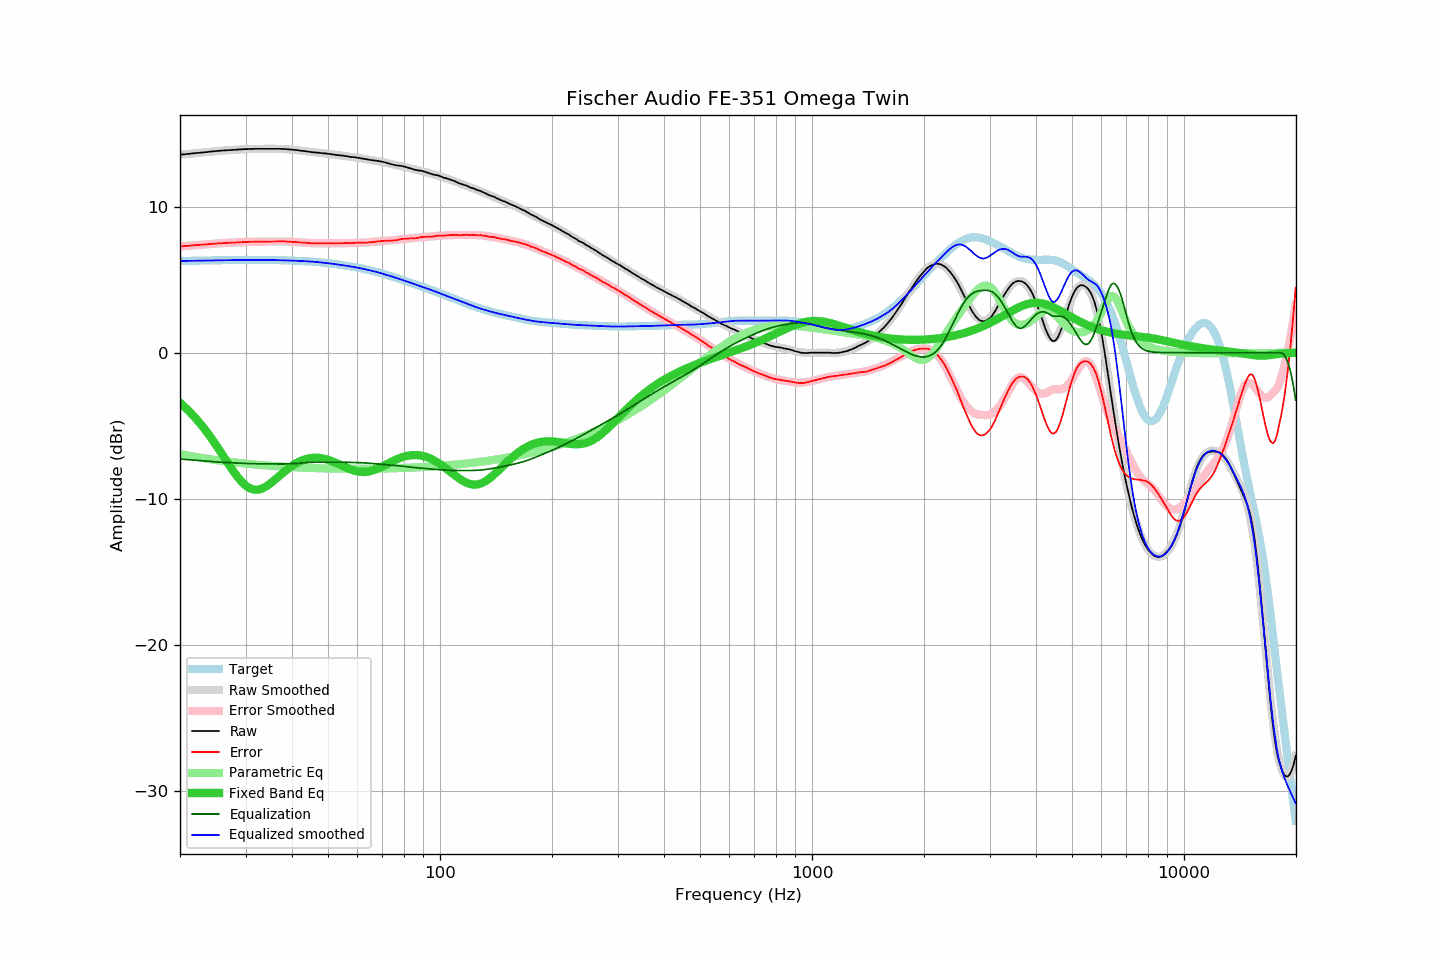 Fischer Audio FE-351 Omega Twin
Amplitude (dBr)
10
0
−10
−20
−30
Target
Raw Smoothed
Error Smoothed
Raw
Error
Parametric Eq
Fixed Band Eq
Equalization
Equalized smoothed
100
1000
10000
Frequency (Hz)